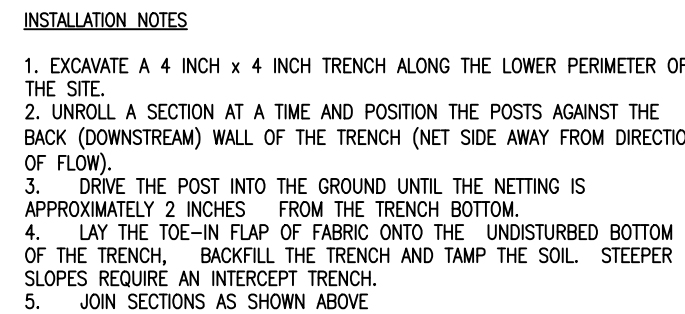 INSTALLATION NOTES
1. EXCAVATE A 4 INCH x 4 INCH TRENCH ALONG THE LOWER PERIMETER OF
THE SITE.
2. UNROLL A SECTION AT A TIME AND POSITION THE POSTS AGAINST THE
BACK (DOWNSTREAM) WALL OF THE TRENCH (NET SIDE AWAY FROM DIRECTIO
OF FLOW).
3. DRIVE THE POST INTO THE GROUND UNTIL THE NETTING IS
APPROXIMATELY 2 INCHES FROM THE TRENCH BOTTOM.
4. LAY THE TOE-IN FLAP OF FABRIC ONTO THE UNDISTURBED BOTTOM
OF THE TRENCH, BACKFILL THE TRENCH AND TAMP THE SOIL. STEEPER
SLOPES REQUIRE AN INTERCEPT TRENCH.
5. JOIN SECTIONS AS SHOWN ABOVE